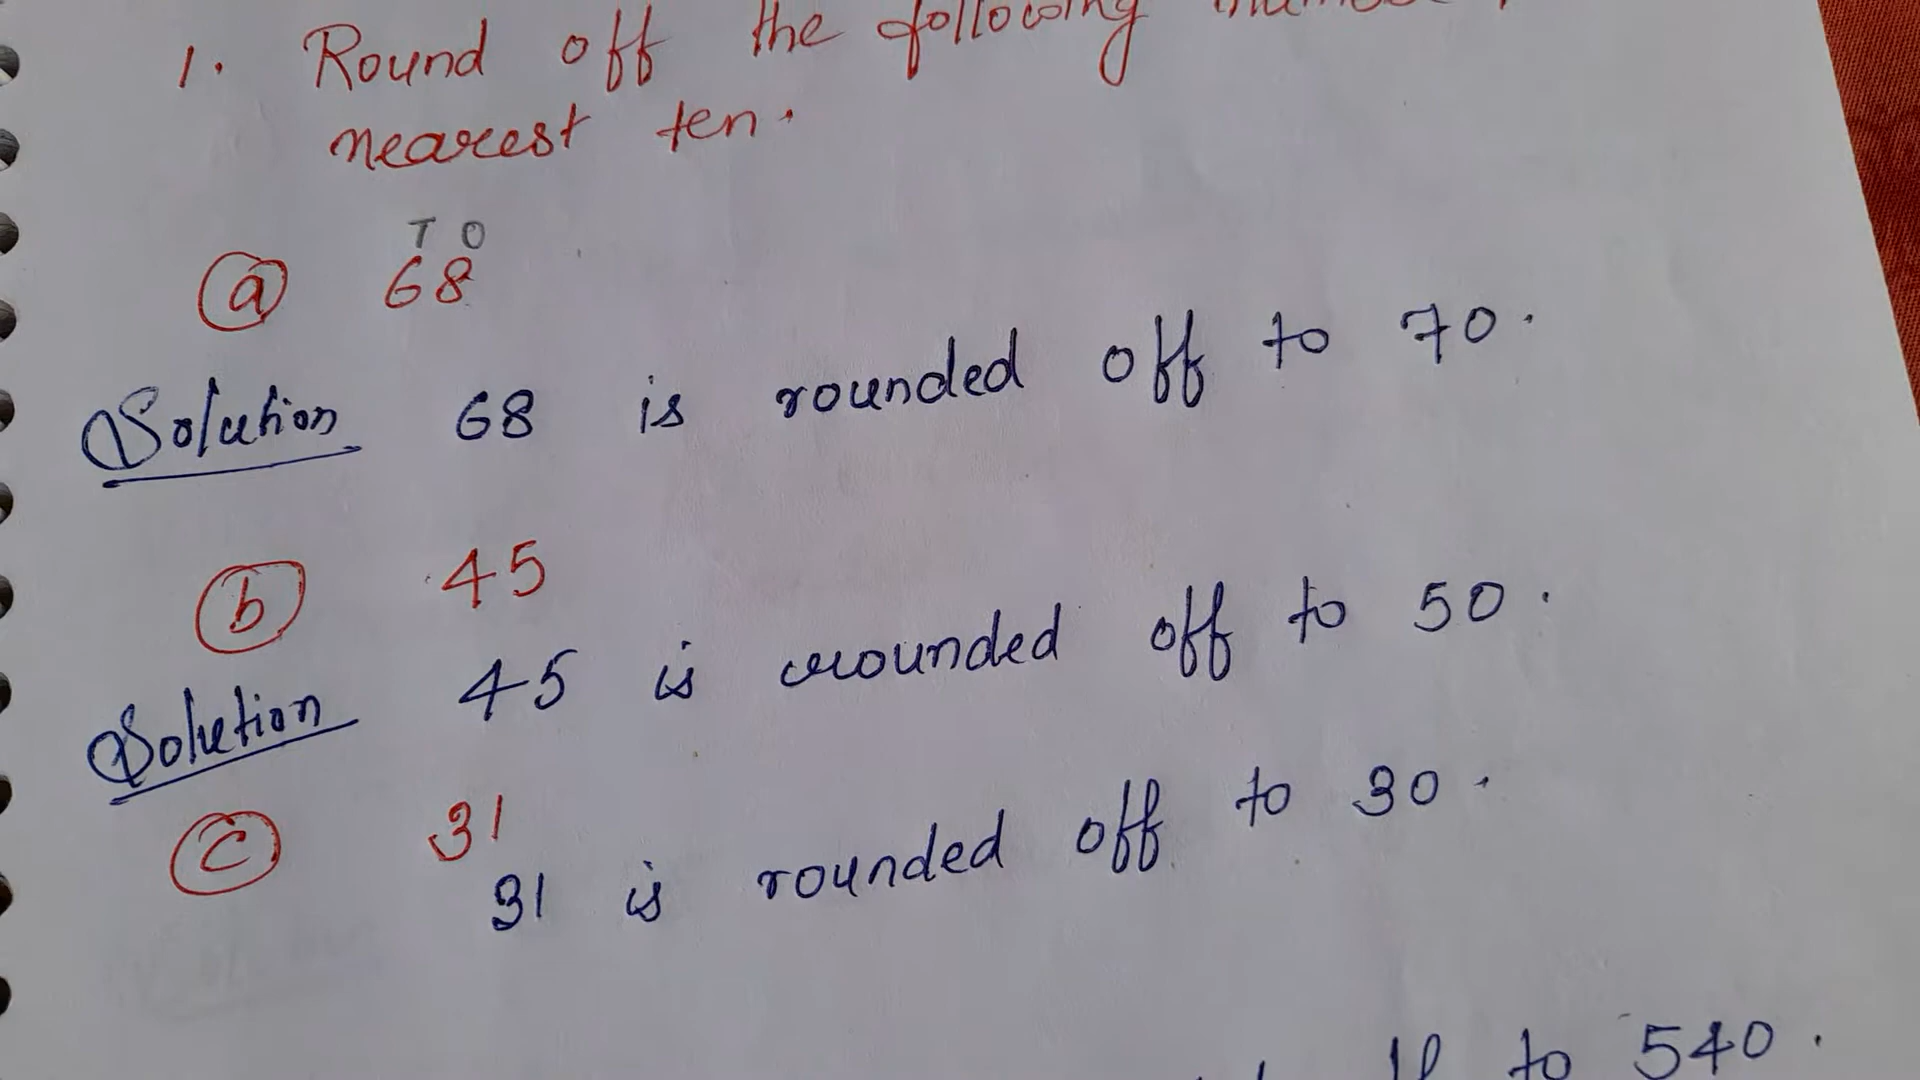 1. Round off the following
nearest ten.
T O
(a) 68
Solution 68 is rounded off to 70.
(b) 45
Solution 45 is rounded off to 50.
(c) 31
31 is rounded off to 30.
to 540.